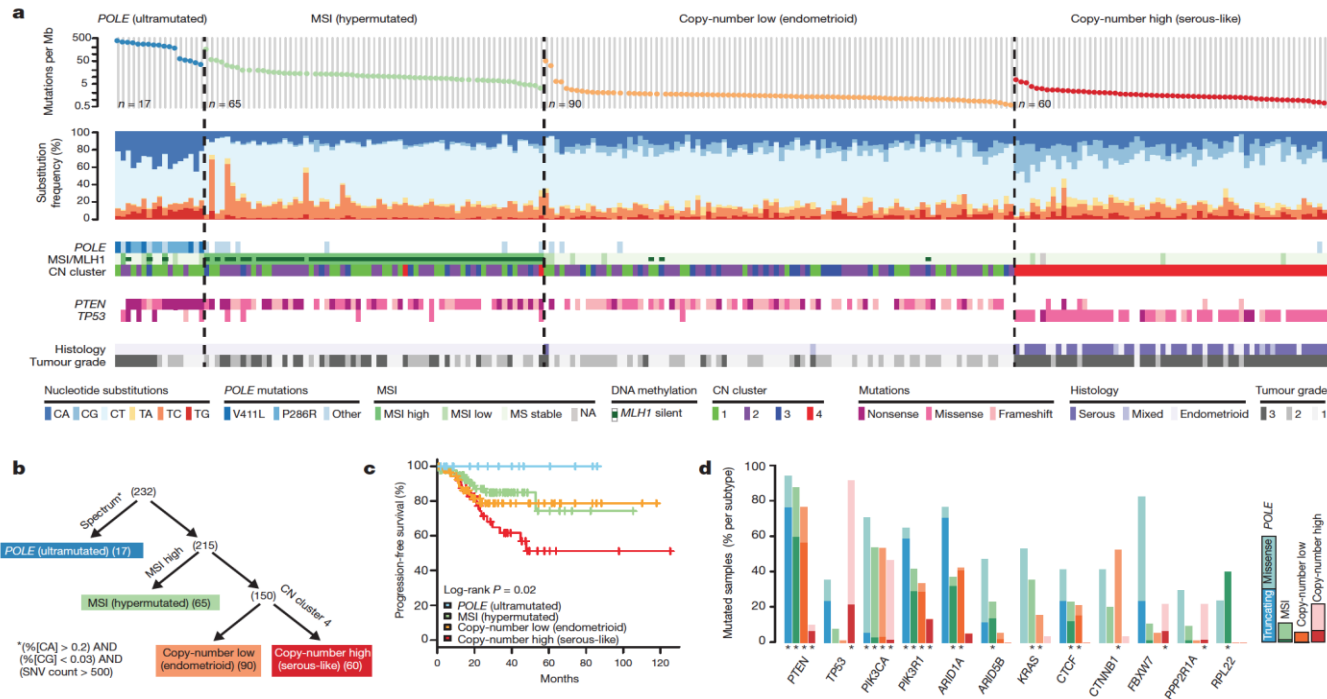 a
POLE (ultramutated) MSI (hypermutated) Copy-number low (endometrioid) Copy-number high (serous-like)
Mutations per Mb
500
50
5
0.5
n = 17 n = 65 n = 90 n = 60
Substitution
frequency (%)
100
80
60
40
20
0
POLE
MSI/MLH1
CN cluster
PTEN
TP53
Histology
Tumour grade
Nucleotide substitutions
CA CG CT TA TC TG
POLE mutations
V411L P286R Other
MSI
MSI high MSI low MS stable NA
DNA methylation
MLH1 silent
CN cluster
1 2 3 4
Mutations
Nonsense Missense Frameshift
Histology
Serous Mixed Endometrioid
Tumour grade
3 2 1
b
(232)
Spectrum*
POLE (ultramutated) (17)
(215)
MSI high
MSI (hypermutated) (65)
(150)
CN cluster 4
Copy-number low
(endometrioid) (90)
Copy-number high
(serous-like) (60)
*(%[CA] > 0.2) AND
(%[CG] < 0.03) AND
(SNV count > 500)
c
Progression-free survival (%)
100
80
60
40
20
0
Log-rank P = 0.02
POLE (ultramutated)
MSI (hypermutated)
Copy-number low (endometrioid)
Copy-number high (serous-like)
0 20 40 60 80 100 120
Months
d
Mutated samples (% per subtype)
100
80
60
40
20
0
* * * * * * * * * * * * * * * * * * * * * * * *
PTEN TP53 PIK3CA PIK3R1 ARID1A ARID5B KRAS CTCF CTNNB1 FBXW7 PPP2R1A RPL22
Truncating Missense
POLE
MSI
Copy-number low
Copy-number high